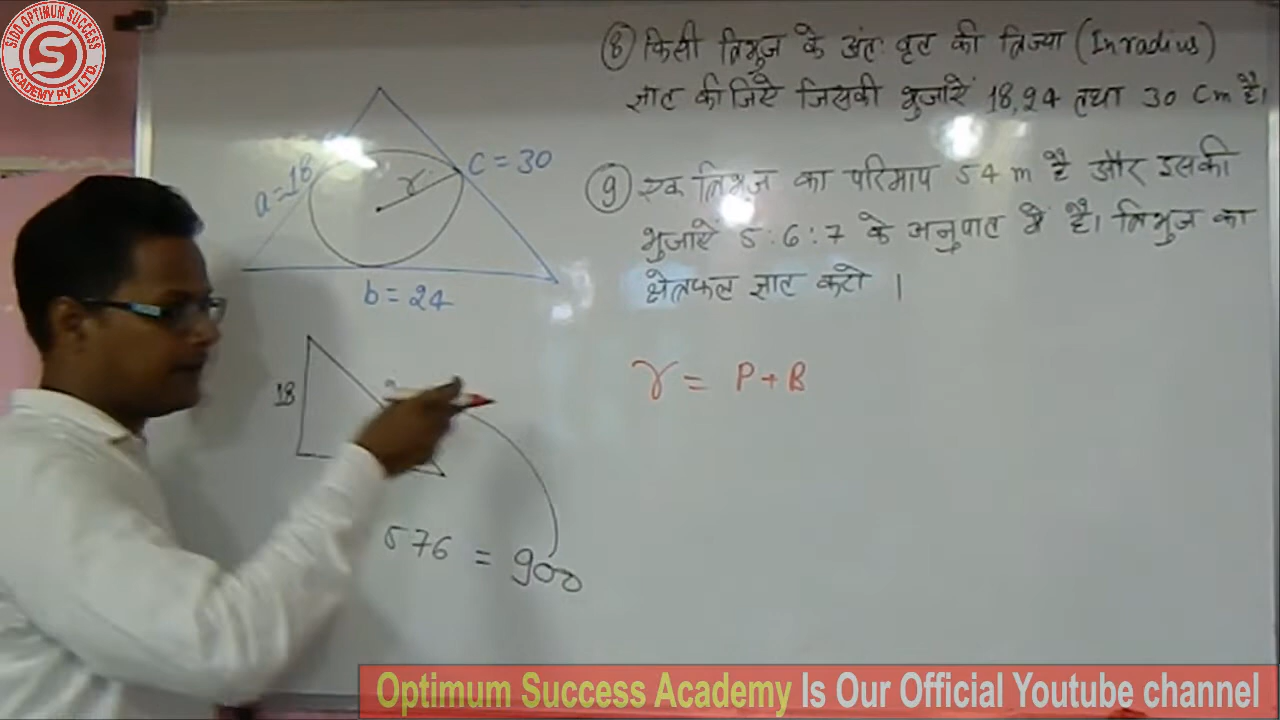 SIDD OPTIMUM SUCCESS
S
ACADEMY PVT. LTD.
⑧ किसी त्रिभुज के अंतः वृत की त्रिज्या (Inradius)
ज्ञात कीजिऐ जिसकी भुजाऐं 18,24 तथा 30 Cm है।
⑨ एक त्रिभुज का परिमाप 54 m है और इसकी
भुजाऐं 5:6:7 के अनुपात में है। त्रिभुज का
क्षेत्रफल ज्ञात करो ।
a=18
r
c = 30
b = 24
18
576 = 900
r = P + B
Optimum Success Academy Is Our Official Youtube channel